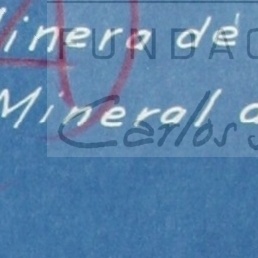 Minera de
FUNDAC
Mineral d
Carlos S